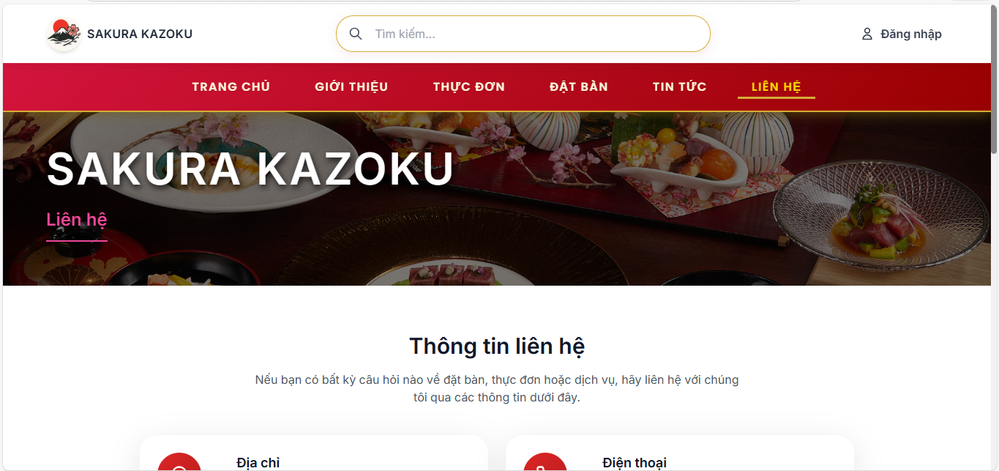 SAKURA KAZOKU
Tìm kiếm...
Đăng nhập
TRANG CHỦ
GIỚI THIỆU
THỰC ĐƠN
ĐẶT BÀN
TIN TỨC
LIÊN HỆ
SAKURA KAZOKU
Liên hệ
Thông tin liên hệ
Nếu bạn có bất kỳ câu hỏi nào về đặt bàn, thực đơn hoặc dịch vụ, hãy liên hệ với chúng
tôi qua các thông tin dưới đây.
Địa chỉ
Điện thoại